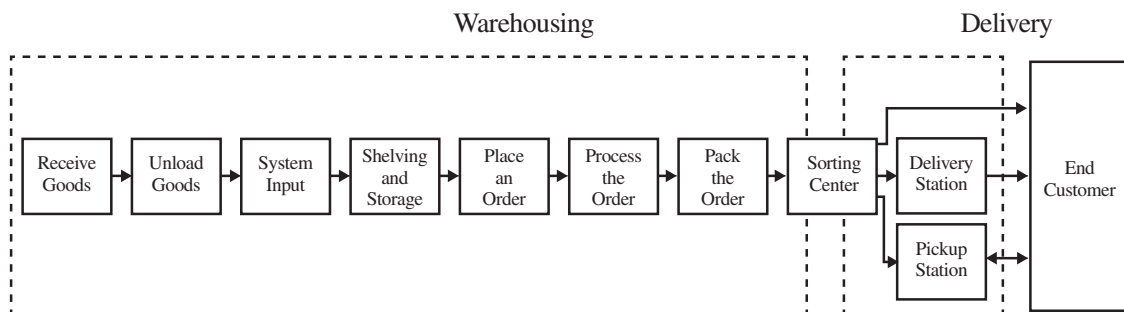 Warehousing
Delivery
Receive
Goods
Unload
Goods
System
Input
Shelving
and
Storage
Place
an
Order
Process
the
Order
Pack
the
Order
Sorting
Center
Delivery
Station
Pickup
Station
End
Customer